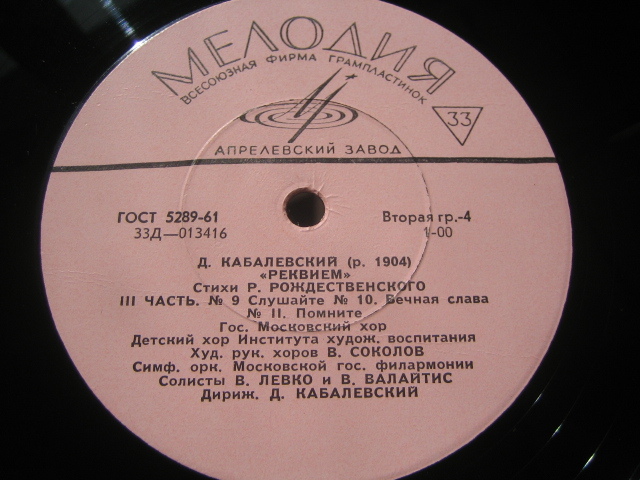 МЕЛОДИЯ
ВСЕСОЮЗНАЯ ФИРМА ГРАМПЛАСТИНОК
33
АПРЕЛЕВСКИЙ ЗАВОД
ГОСТ 5289-61 Вторая гр.-4
33Д—013416 1-00
Д. КАБАЛЕВСКИЙ (р. 1904)
«РЕКВИЕМ»
Стихи Р. РОЖДЕСТВЕНСКОГО
III ЧАСТЬ. № 9 Слушайте № 10. Вечная слава
№ II. Помните
Гос. Московский хор
Детский хор Института худож. воспитания
Худ. рук. хоров В. СОКОЛОВ
Симф. орк. Московской гос. филармонии
Солисты В. ЛЕВКО и В. ВАЛАЙТИС
Дириж. Д. КАБАЛЕВСКИЙ